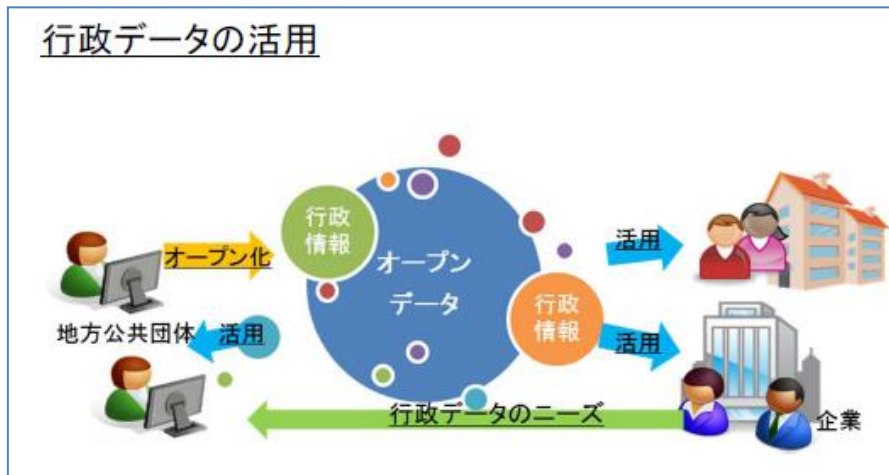 行政データの活用
行政
情報
オープン化
オープン
データ
活用
行政
情報
地方公共団体
活用
活用
行政データのニーズ
企業